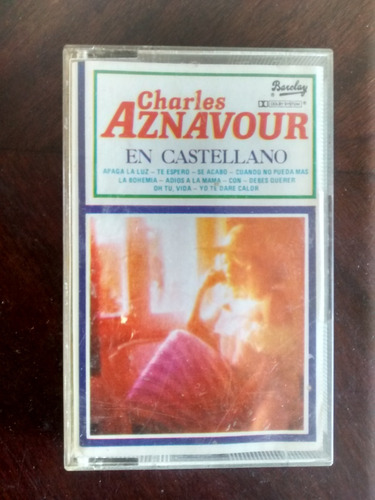 Barclay
Charles
AZNAVOUR
EN CASTELLANO
APAGA LA LUZ - TE ESPERO - SE ACABO - CUANDO NO PUEDA MAS
LA BOHEMIA - ADIOS A LA MAMA - CON - DEBES QUERER
OH TU, VIDA - YO TE DARE CALOR